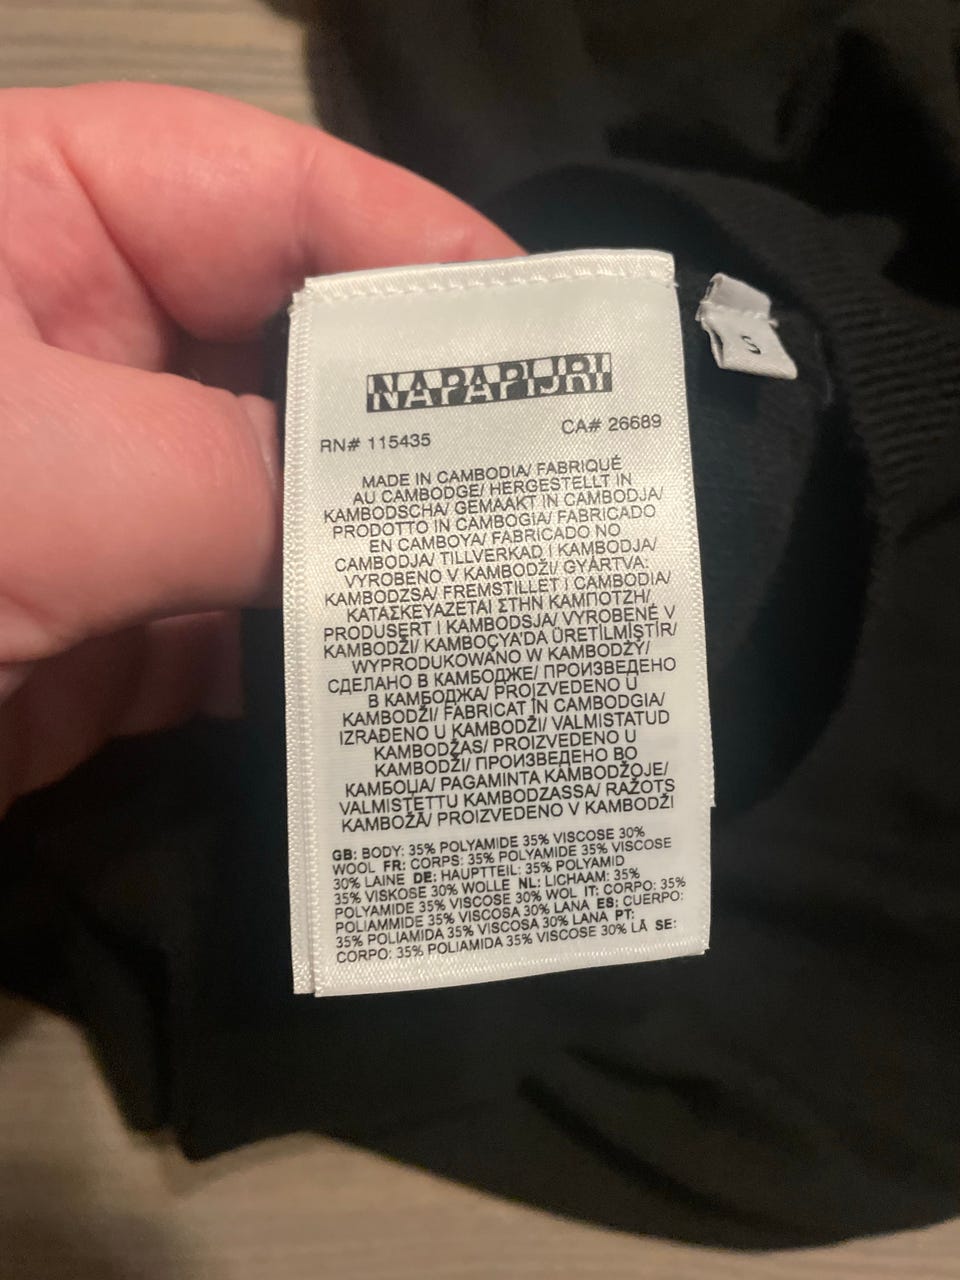 NAPAPIJRI
RN# 115435
CA# 26689
MADE IN CAMBODIA/ FABRIQUÉ
AU CAMBODGE/ HERGESTELLT IN
KAMBODSCHA/ GEMAAKT IN CAMBODJA/
PRODOTTO IN CAMBOGIA/ FABRICADO
EN CAMBOYA/ FABRICADO NO
CAMBODJA/ TILLVERKAD I KAMBODJA/
VYROBENO V KAMBODŽI/ GYÁRTVA:
KAMBODZSA/ FREMSTILLET I CAMBODIA/
ΚΑΤΑΣΚΕΥΑΖΕΤΑΙ ΣΤΗΝ ΚΑΜΠΟΤΖΗ/
PRODUSERT I KAMBODSJA/ VYROBENÉ V
KAMBODŽI/ KAMBOÇYA'DA ÜRETİLMİŞTİR/
WYPRODUKOWANO W KAMBODŻY/
СДЕЛАНО В КАМБОДЖЕ/ ПРОИЗВЕДЕНО
В КАМБОДЖА/ PROIZVEDENO U
KAMBODŽI/ FABRICAT ÎN CAMBODGIA/
IZRAĐENO U KAMBODŽI/ VALMISTATUD
KAMBODŽAS/ PROIZVEDENO U
KAMBODŽI/ ПРОИЗВЕДЕНО ВО
КАМБОЏА/ PAGAMINTA KAMBODŽOJE/
VALMISTETTU KAMBODZASSA/ RAŽOTS
KAMBOŽĀ/ PROIZVEDENO V KAMBODŽI
GB: BODY: 35% POLYAMIDE 35% VISCOSE 30%
WOOL FR: CORPS: 35% POLYAMIDE 35% VISCOSE
30% LAINE DE: HAUPTTEIL: 35% POLYAMID
35% VISKOSE 30% WOLLE NL: LICHAAM: 35%
POLYAMIDE 35% VISCOSE 30% WOL IT: CORPO: 35%
POLIAMMIDE 35% VISCOSA 30% LANA ES: CUERPO:
35% POLIAMIDA 35% VISCOSA 30% LANA PT:
CORPO: 35% POLIAMIDA 35% VISCOSE 30% LÃ SE:
S